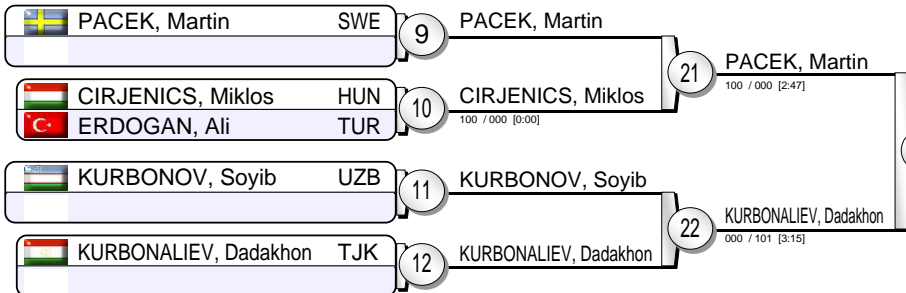 PACEK, Martin SWE
9
PACEK, Martin
CIRJENICS, Miklos HUN
ERDOGAN, Ali TUR
10
CIRJENICS, Miklos
100 / 000 [0:00]
21
PACEK, Martin
100 / 000 [2:47]
KURBONOV, Soyib UZB
11
KURBONOV, Soyib
KURBONALIEV, Dadakhon TJK
12
KURBONALIEV, Dadakhon
22
KURBONALIEV, Dadakhon
000 / 101 [3:15]